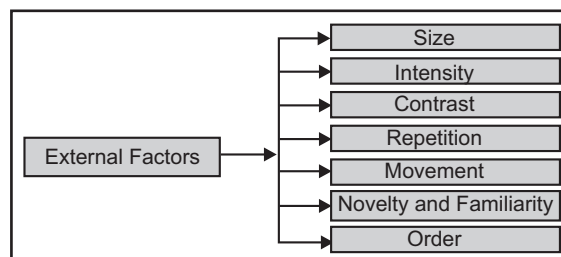 Size
Intensity
Contrast
External Factors
Repetition
Movement
Novelty and Familiarity
Order